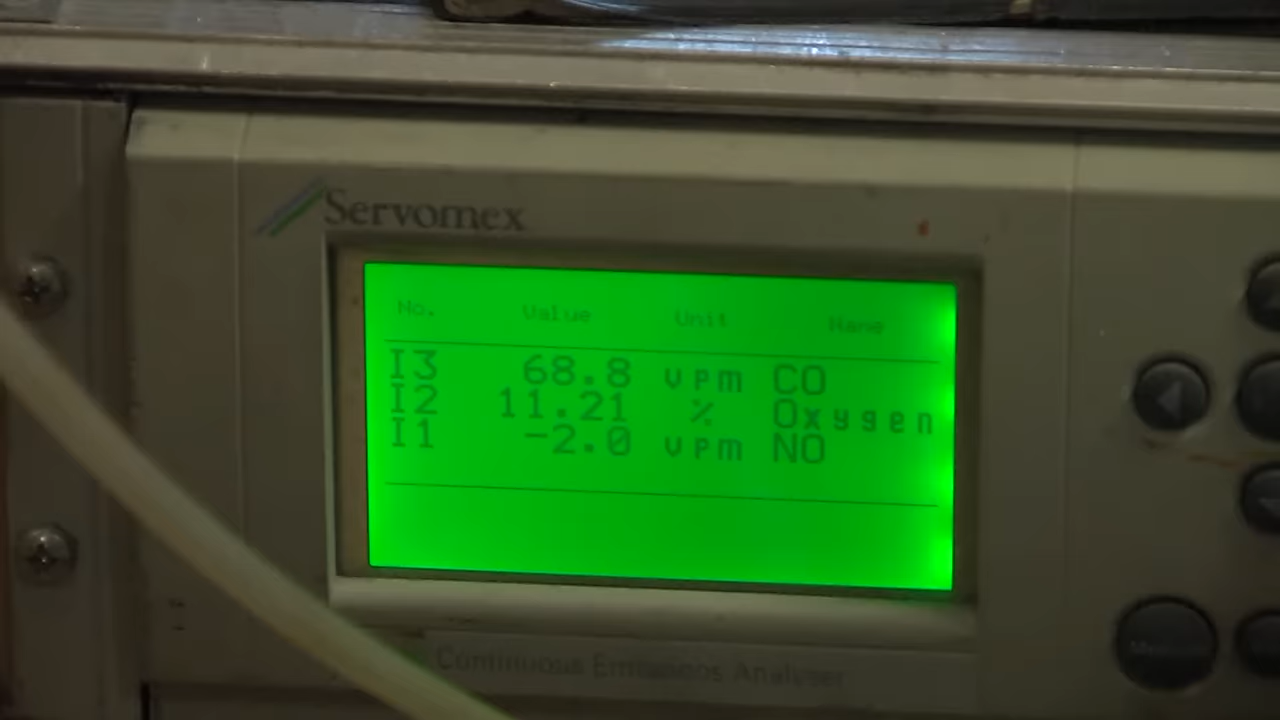 Servomex
No. Value Unit Name
I3 68.8 vpm CO
I2 11.21 % Oxygen
I1 -2.0 vpm NO
Continuous Emissions Analyser